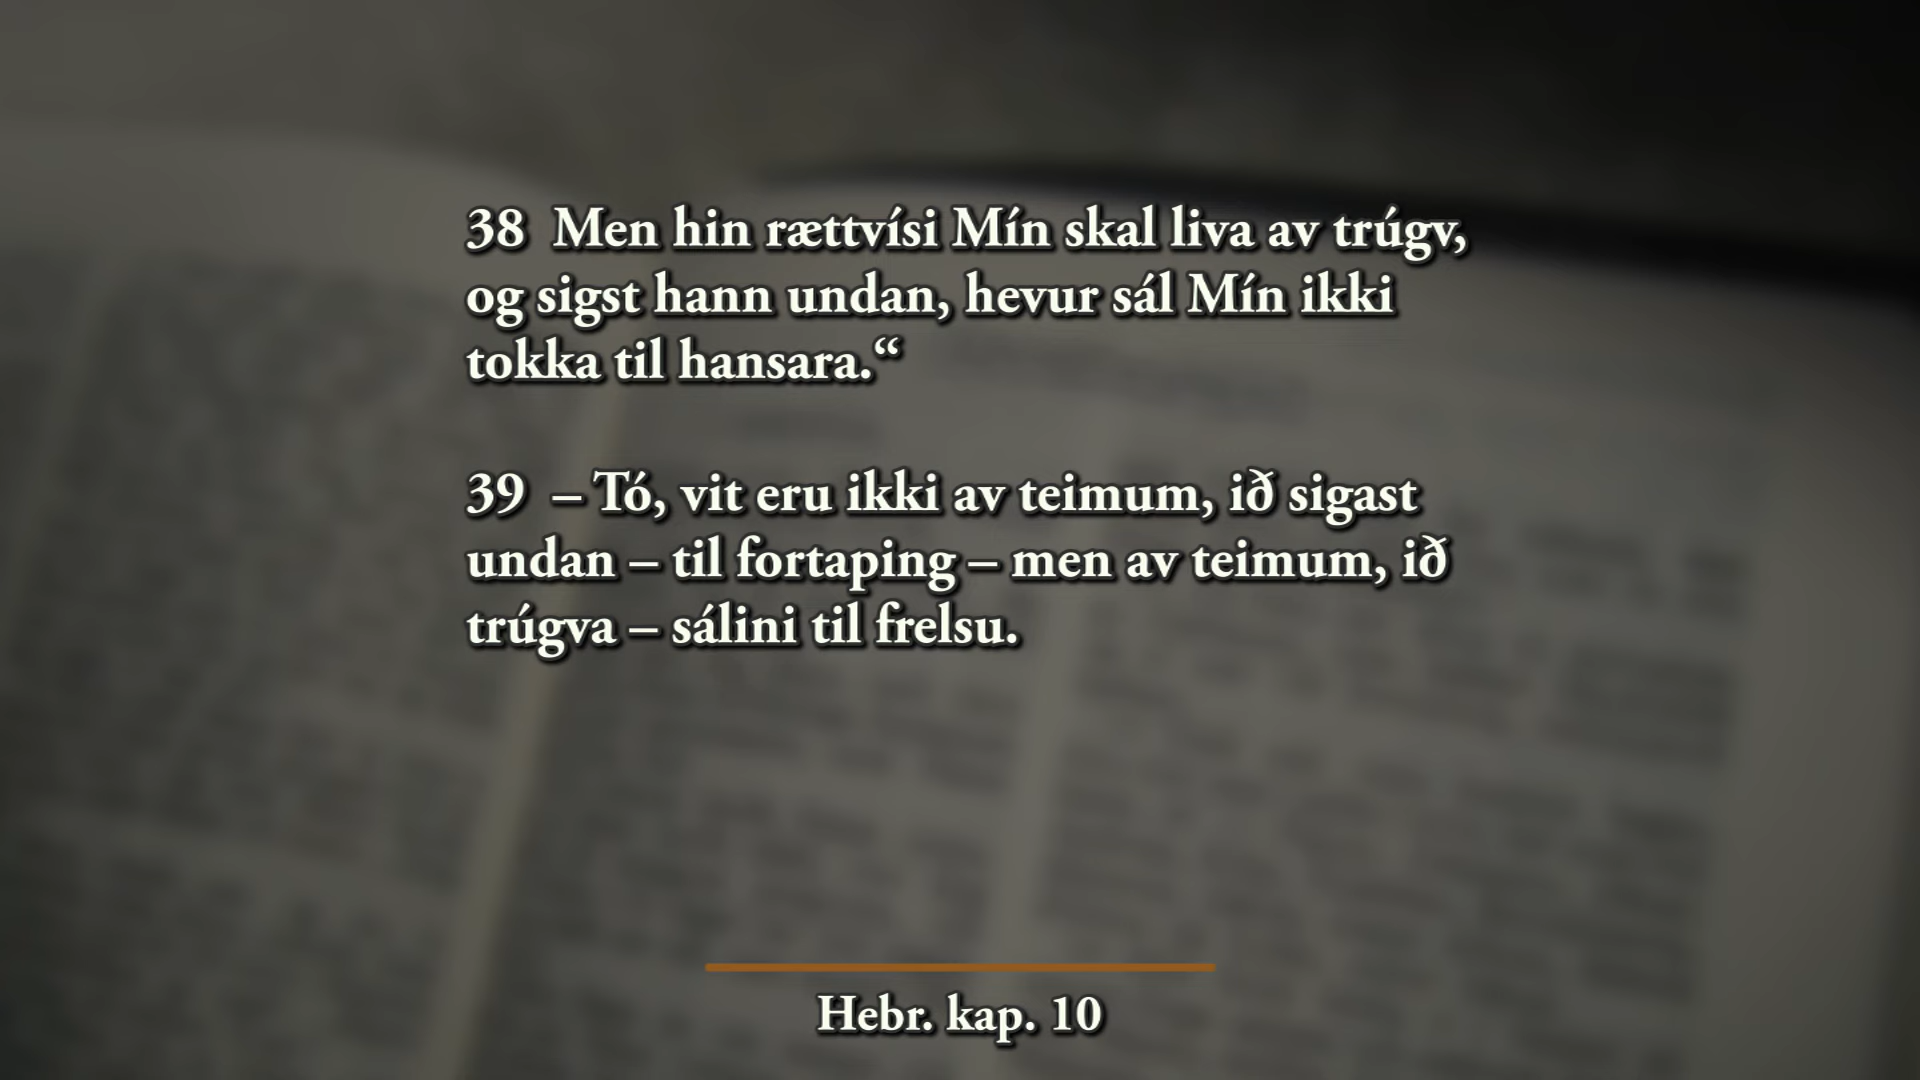 38  Men hin rættvísi Mín skal liva av trúgv,
og sigst hann undan, hevur sál Mín ikki
tokka til hansara.“
39  – Tó, vit eru ikki av teimum, ið sigast
undan – til fortaping – men av teimum, ið
trúgva – sálini til frelsu.
Hebr. kap. 10